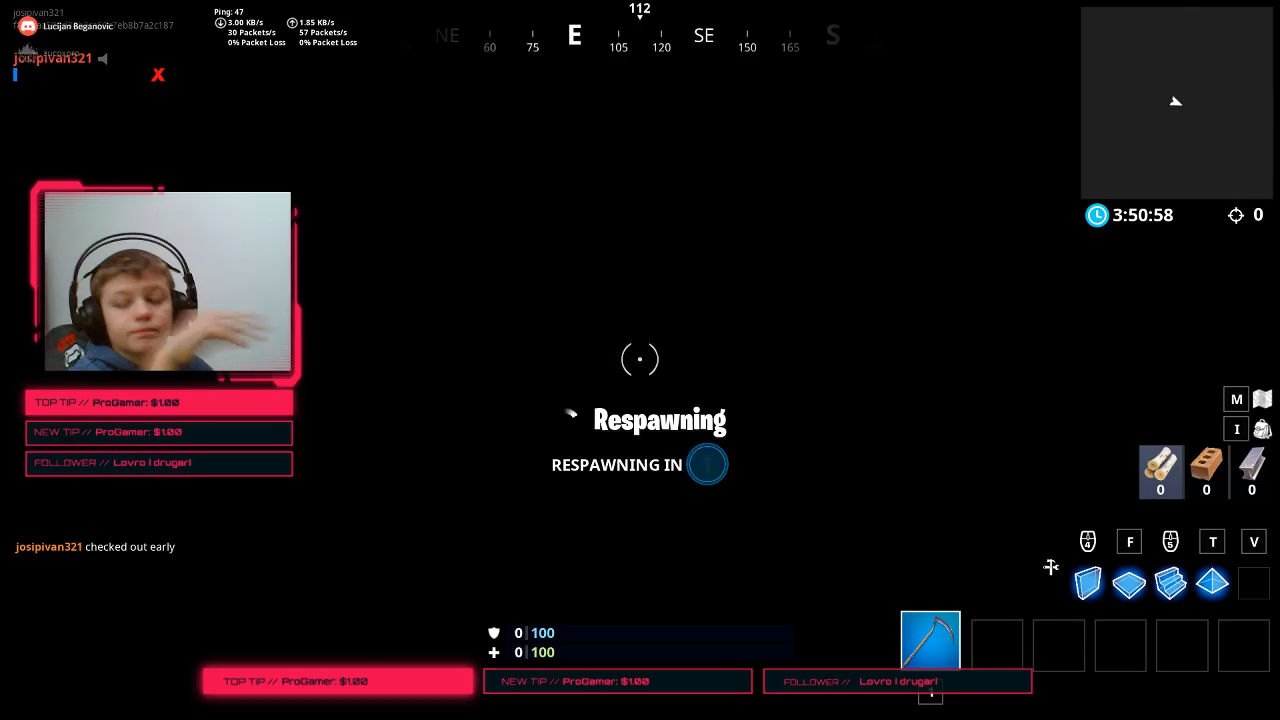 josipivan321
Lucijan Beganovic
josipivan321
X
Ping: 47
3.00 KB/s 1.85 KB/s
30 Packets/s 57 Packets/s
0% Packet Loss 0% Packet Loss
112
NE 60 75 E 105 120 SE 150 165 S
3:50:58 0
TOP TIP // ProGamer: $1.00
NEW TIP // ProGamer: $1.00
FOLLOWER // Lovro i drugari
Respawning
RESPAWNING IN
M
I
0 0 0
josipivan321 checked out early
4 F 5 T V
0 | 100
0 | 100
TOP TIP // ProGamer: $1.00
NEW TIP // ProGamer: $1.00
FOLLOWER // Lovro i drugari
1